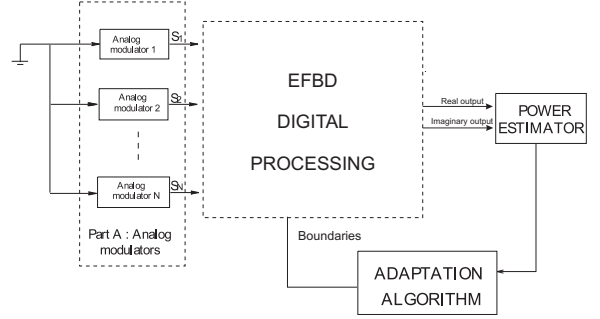 Analog
modulator 1
S1
Analog
modulator 2
S2
Analog
modulator N
SN
Part A : Analog
modulators
EFBD
DIGITAL
PROCESSING
Real output
Imaginary output
POWER
ESTIMATOR
Boundaries
ADAPTATION
ALGORITHM